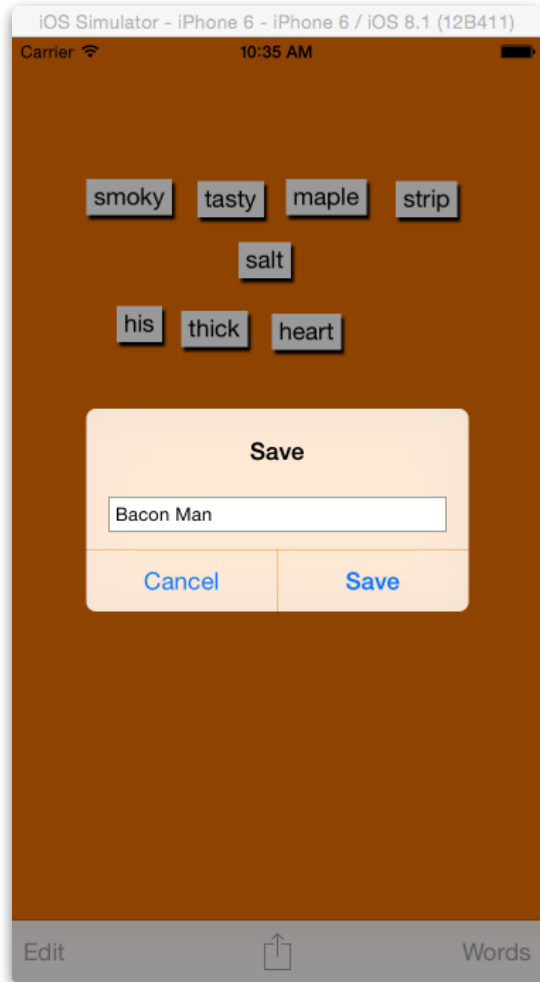 iOS Simulator - iPhone 6 - iPhone 6 / iOS 8.1 (12B411)
Carrier 10:35 AM
smoky tasty maple strip
salt
his thick heart
Save
Bacon Man
Cancel Save
Edit Words